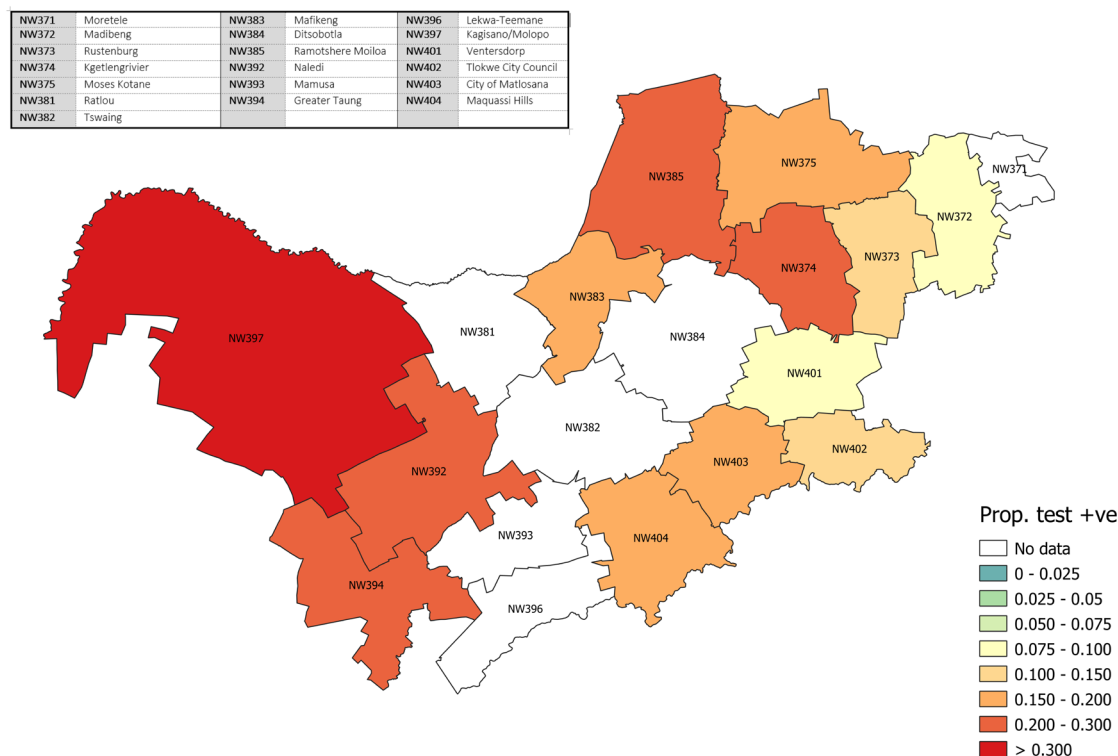 NW371 Moretele NW383 Mafikeng NW396 Lekwa-Teemane
NW372 Madibeng NW384 Ditsobotla NW397 Kagisano/Molopo
NW373 Rustenburg NW385 Ramotshere Moiloa NW401 Ventersdorp
NW374 Kgetlengrivier NW392 Naledi NW402 Tlokwe City Council
NW375 Moses Kotane NW393 Mamusa NW403 City of Matlosana
NW381 Ratlou NW394 Greater Taung NW404 Maquassi Hills
NW382 Tswaing
NW375
NW371
NW385
NW372
NW373
NW374
NW383
NW381
NW384
NW397
NW401
NW382
NW402
NW403
NW392
NW393
NW404
NW394
NW396
Prop. test +ve
No data
0 - 0.025
0.025 - 0.05
0.050 - 0.075
0.075 - 0.100
0.100 - 0.150
0.150 - 0.200
0.200 - 0.300
> 0.300